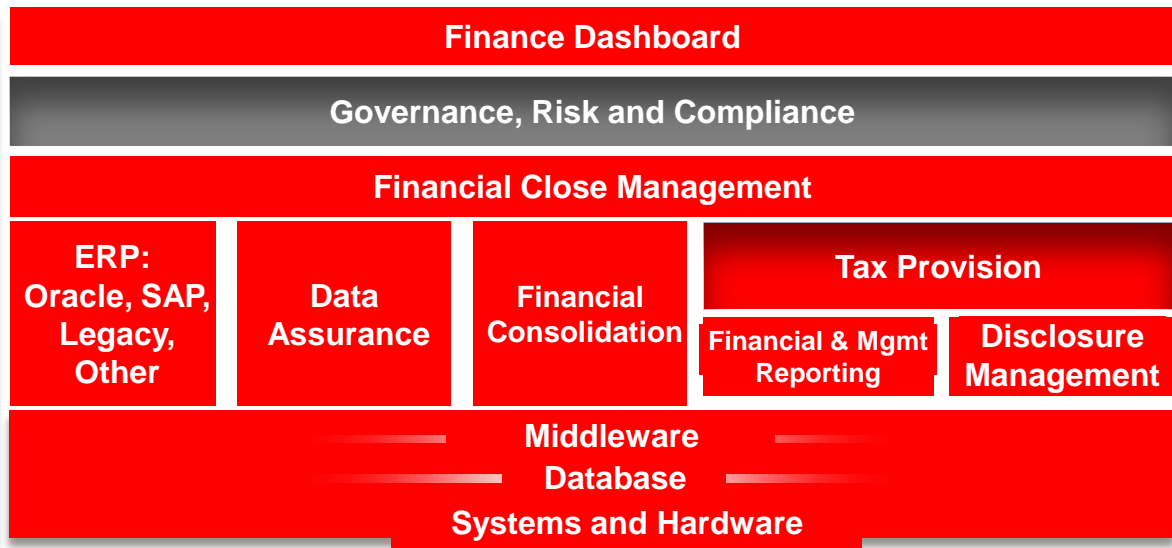 Finance Dashboard
Governance, Risk and Compliance
Financial Close Management
ERP:
Oracle, SAP,
Legacy,
Other
Data
Assurance
Financial
Consolidation
Tax Provision
Financial & Mgmt
Reporting
Disclosure
Management
Middleware
Database
Systems and Hardware